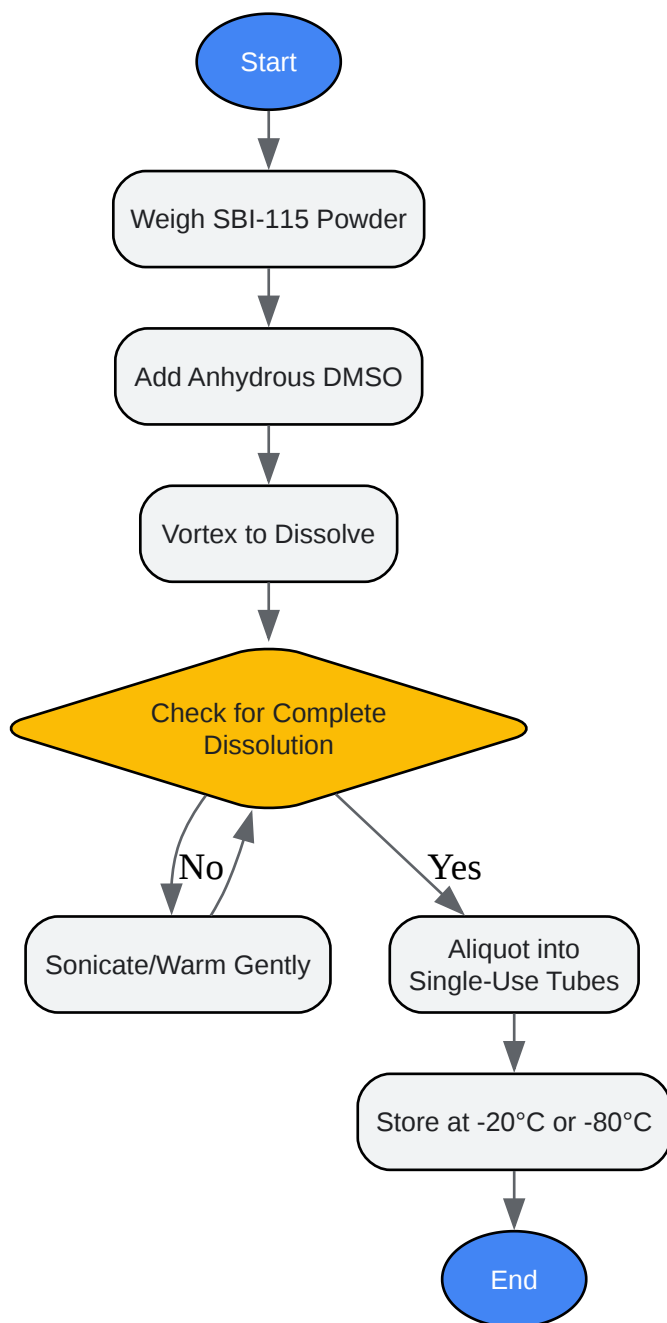 Start
Weigh SBI-115 Powder
Add Anhydrous DMSO
Vortex to Dissolve
Check for Complete
Dissolution
No
Yes
Sonicate/Warm Gently
Aliquot into
Single-Use Tubes
Store at -20°C or -80°C
End